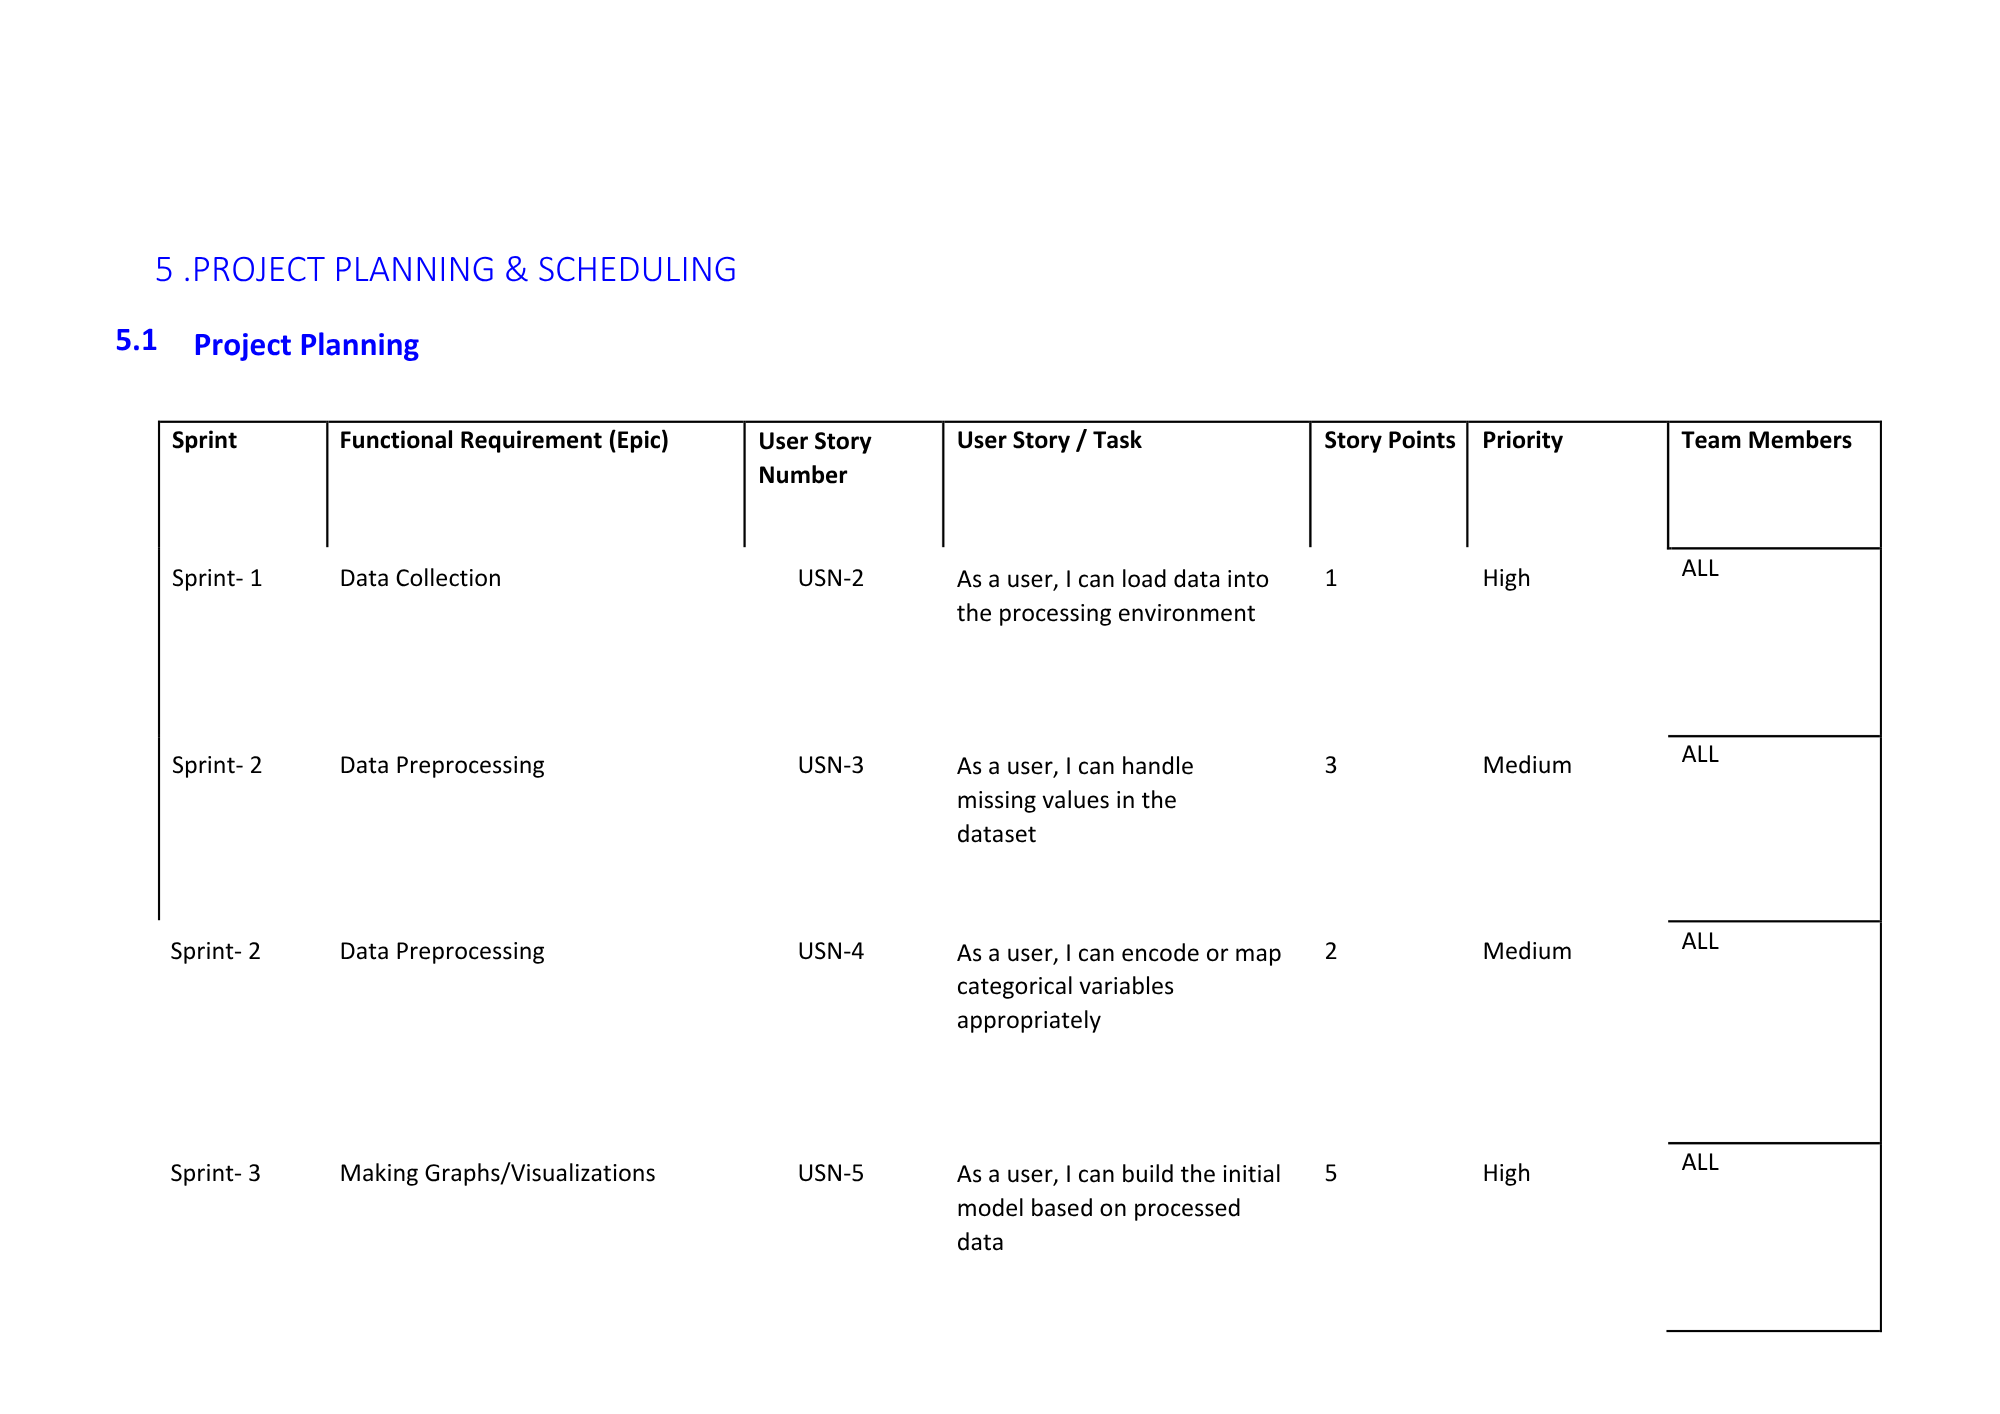 5 .PROJECT PLANNING & SCHEDULING
5.1 Project Planning
Sprint Functional Requirement (Epic) User Story Number User Story / Task Story Points Priority Team Members
Sprint- 1 Data Collection USN-2 As a user, I can load data into 1 High ALL
the processing environment
Sprint- 2 Data Preprocessing USN-3 As a user, I can handle 3 Medium ALL
missing values in the
dataset
Sprint- 2 Data Preprocessing USN-4 As a user, I can encode or map 2 Medium ALL
categorical variables
appropriately
Sprint- 3 Making Graphs/Visualizations USN-5 As a user, I can build the initial 5 High ALL
model based on processed
data